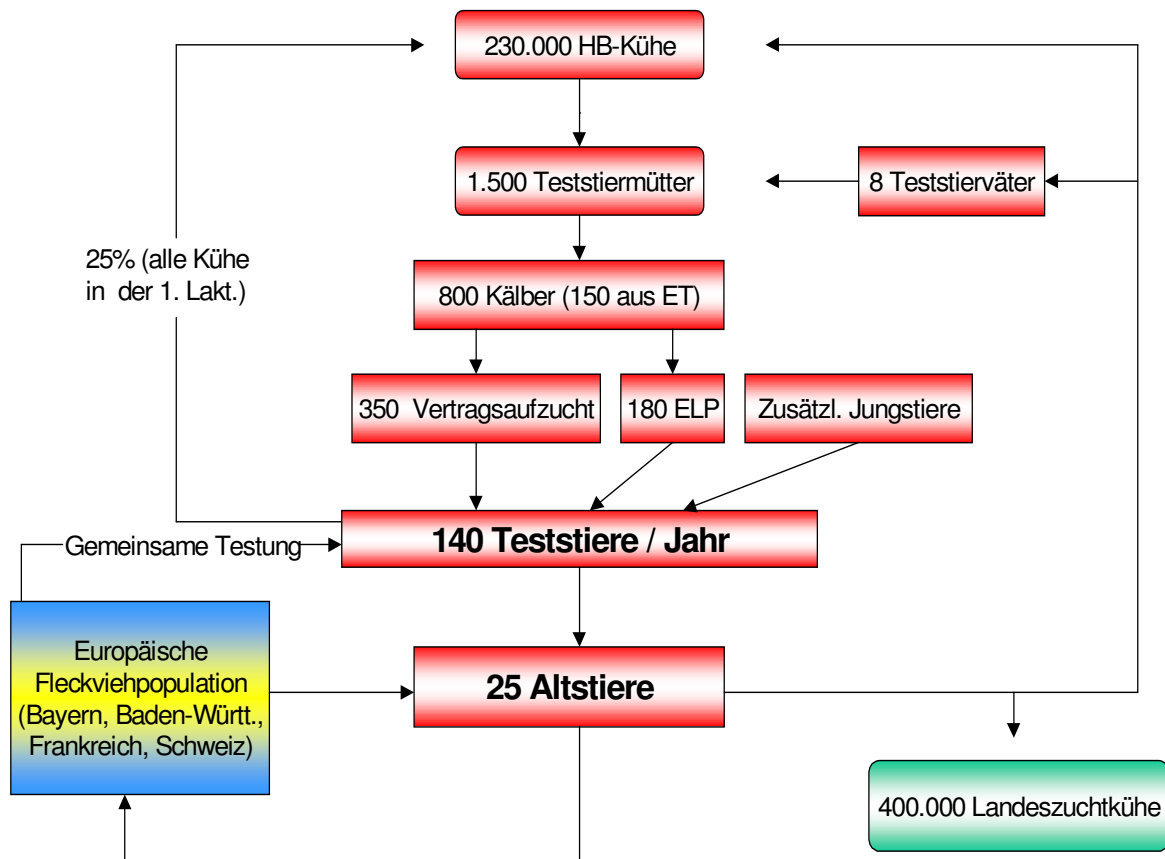 230.000 HB-Kühe
1.500 Teststiermütter
8 Teststierväter
25% (alle Kühe
in der 1. Lakt.)
800 Kälber (150 aus ET)
350 Vertragsaufzucht
180 ELP
Zusätzl. Jungstiere
140 Teststiere / Jahr
Gemeinsame Testung
Europäische
Fleckviehpopulation
(Bayern, Baden-Württ.,
Frankreich, Schweiz)
25 Altstiere
400.000 Landeszuchtkühe